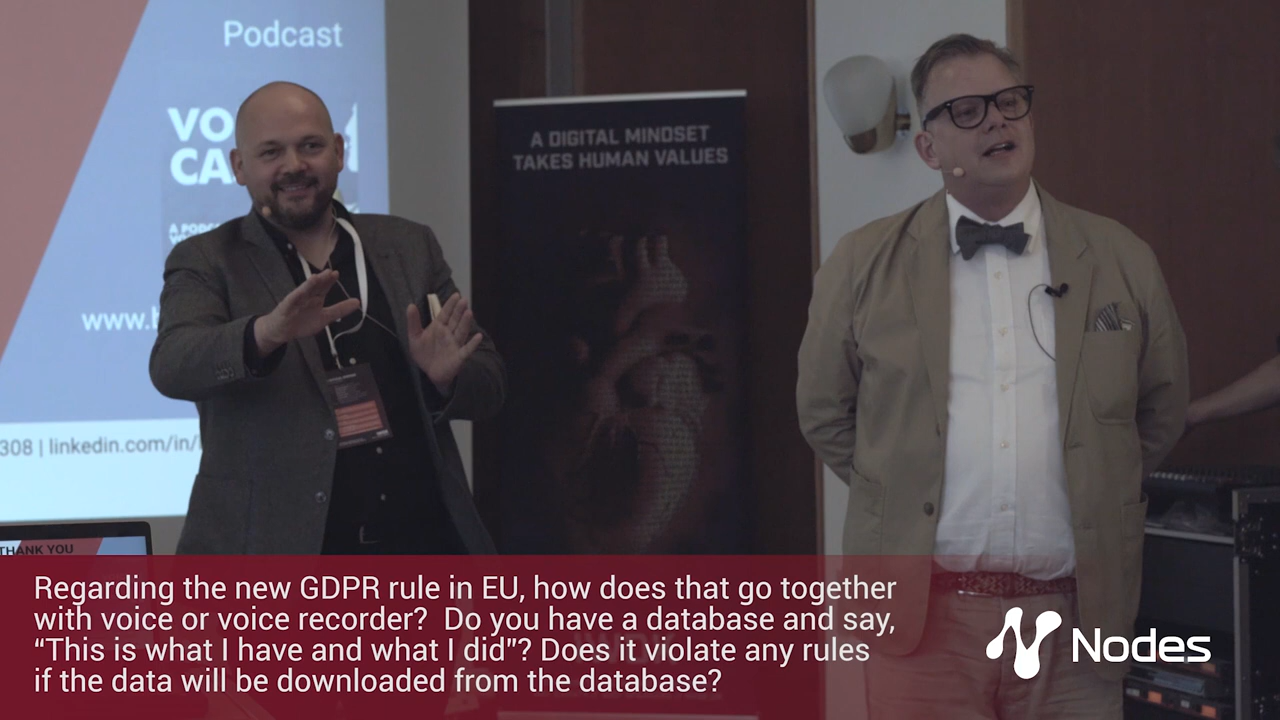 Podcast
A DIGITAL MINDSET
TAKES HUMAN VALUES
www.
308 | linkedin.com/in/
THANK YOU
Regarding the new GDPR rule in EU, how does that go together
with voice or voice recorder?  Do you have a database and say,
“This is what I have and what I did”? Does it violate any rules
if the data will be downloaded from the database?
Nodes